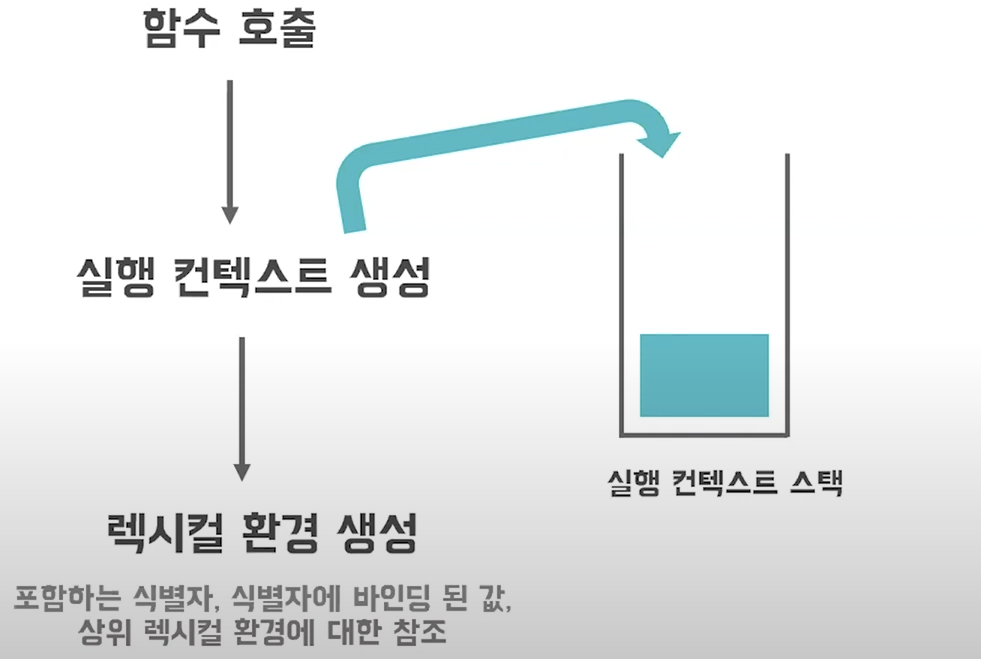 함수 호출
실행 컨텍스트 생성
실행 컨텍스트 스택
렉시컬 환경 생성
포함하는 식별자, 식별자에 바인딩 된 값,
상위 렉시컬 환경에 대한 참조